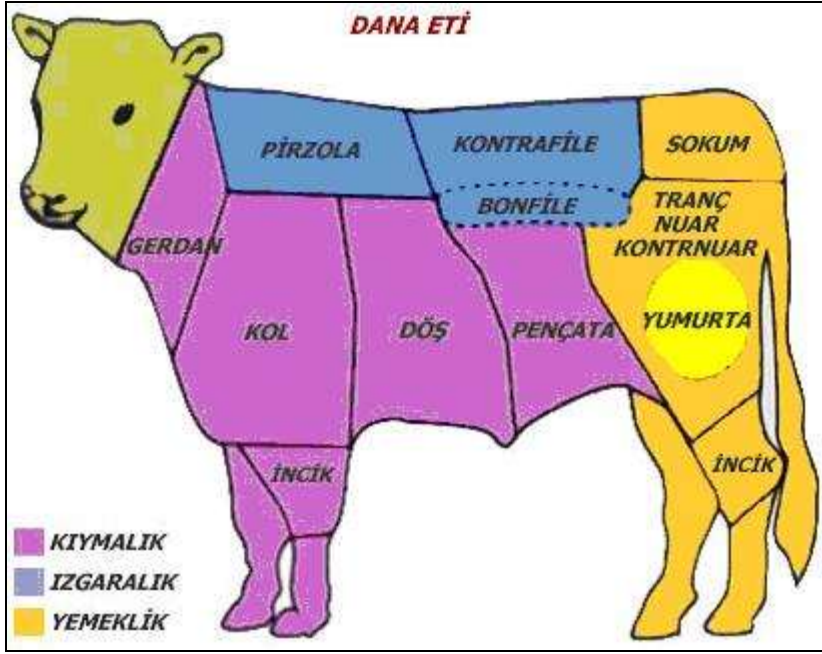 DANA ETİ
PİRZOLA
KONTRAFİLE
SOKUM
BONFİLE
TRANÇ
NUAR
KONTRNUAR
GERDAN
KOL
DÖŞ
PENÇATA
YUMURTA
İNCİK
İNCİK
KIYMALIK
IZGARALIK
YEMEKLİK